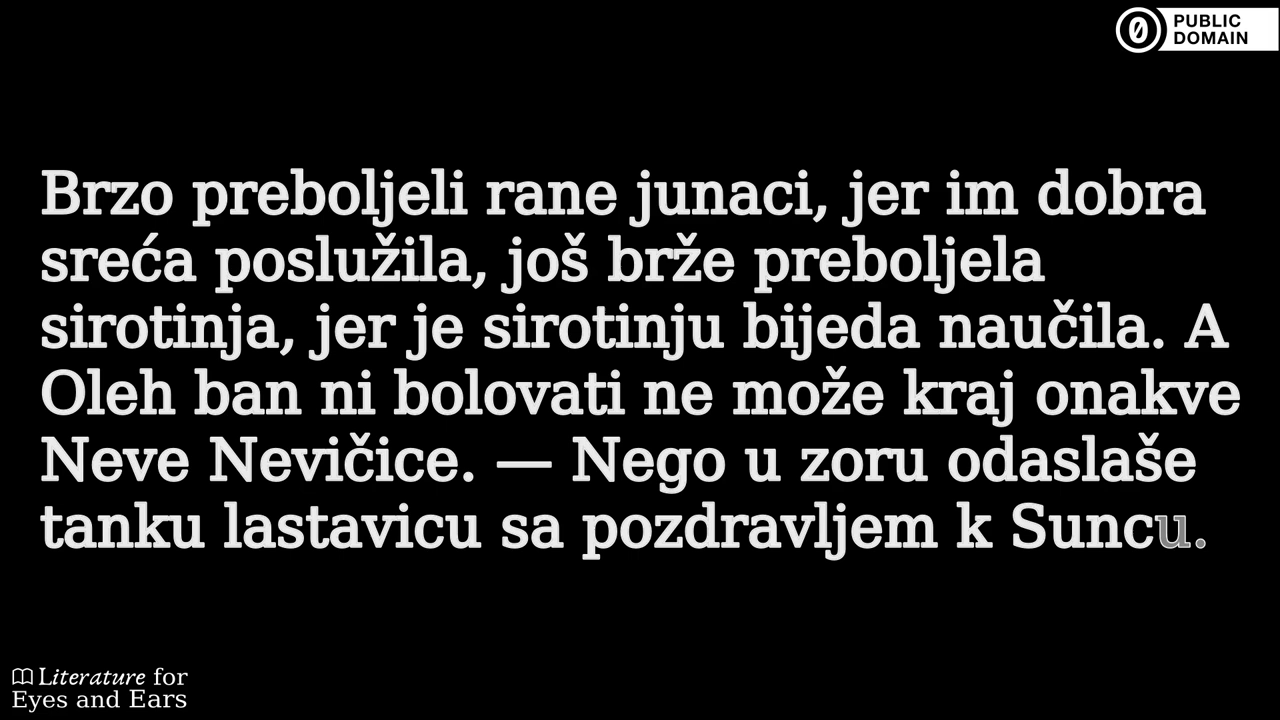 PUBLIC
DOMAIN
Brzo preboljeli rane junaci, jer im dobra
sreća poslužila, još brže preboljela
sirotinja, jer je sirotinju bijeda naučila. A
Oleh ban ni bolovati ne može kraj onakve
Neve Nevičice. — Nego u zoru odaslaše
tanku lastavicu sa pozdravljem k Suncu.
Literature for
Eyes and Ears